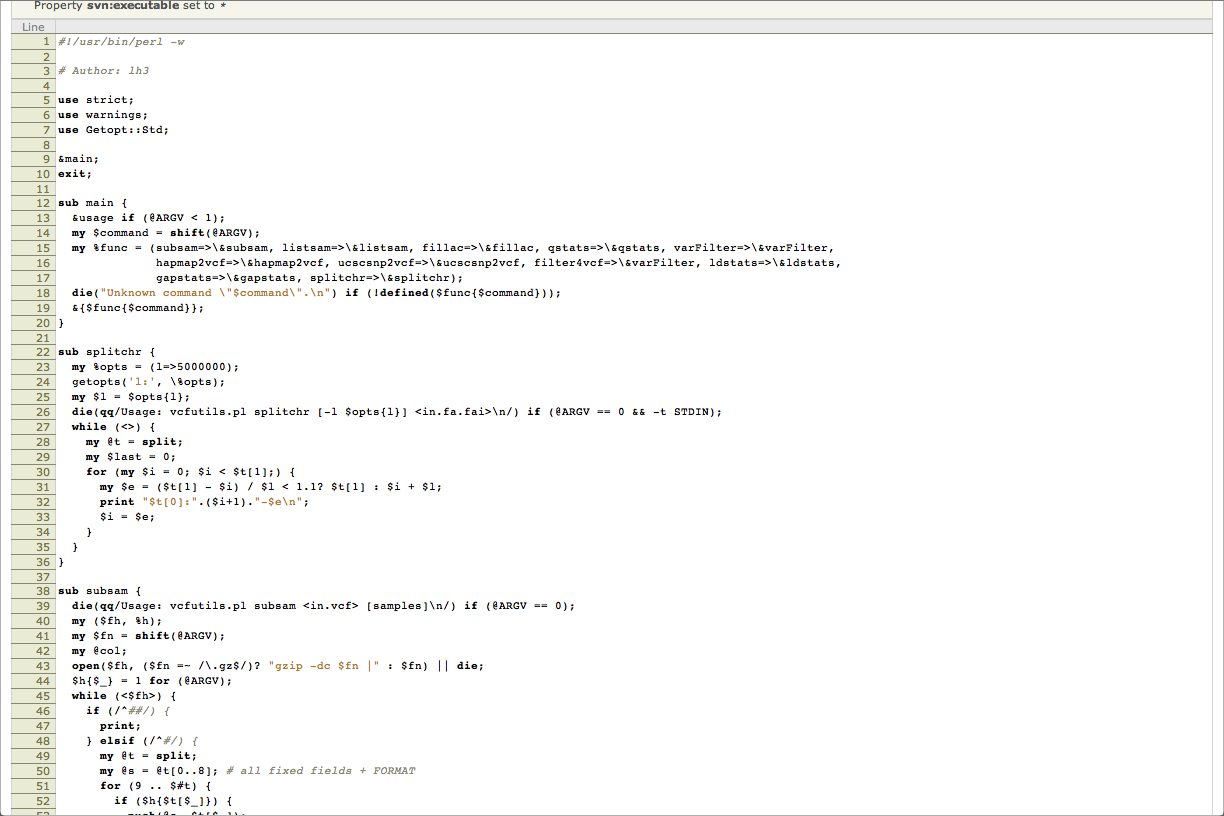 Property svn:executable set to *
Line
1 #!/usr/bin/perl -w
2
3 # Author: lh3
4
5 use strict;
6 use warnings;
7 use Getopt::Std;
8
9 &main;
10 exit;
11
12 sub main {
13   &usage if (@ARGV < 1);
14   my $command = shift(@ARGV);
15   my %func = (subsam=>\&subsam, listsam=>\&listsam, fillac=>\&fillac, qstats=>\&qstats, varFilter=>\&varFilter,
16               hapmap2vcf=>\&hapmap2vcf, ucscsnp2vcf=>\&ucscsnp2vcf, filter4vcf=>\&varFilter, ldstats=>\&ldstats,
17               gapstats=>\&gapstats, splitchr=>\&splitchr);
18   die("Unknown command \"$command\".\n") if (!defined($func{$command}));
19   &{$func{$command}};
20 }
21
22 sub splitchr {
23   my %opts = (l=>5000000);
24   getopts('l:', \%opts);
25   my $l = $opts{l};
26   die(qq/Usage: vcfutils.pl splitchr [-l $opts{l}] <in.fa.fai>\n/) if (@ARGV == 0 && -t STDIN);
27   while (<>) {
28     my @t = split;
29     my $last = 0;
30     for (my $i = 0; $i < $t[1];) {
31       my $e = ($t[1] - $i) / $l < 1.1? $t[1] : $i + $l;
32       print "$t[0]:".($i+1)."-$e\n";
33       $i = $e;
34     }
35   }
36 }
37
38 sub subsam {
39   die(qq/Usage: vcfutils.pl subsam <in.vcf> [samples]\n/) if (@ARGV == 0);
40   my ($fh, %h);
41   my $fn = shift(@ARGV);
42   my @col;
43   open($fh, ($fn =~ /\.gz$/)? "gzip -dc $fn |" : $fn) || die;
44   $h{$_} = 1 for (@ARGV);
45   while (<$fh>) {
46     if (/^##/) {
47       print;
48     } elsif (/^#/) {
49       my @t = split;
50       my @s = @t[0..8]; # all fixed fields + FORMAT
51       for (9 .. $#t) {
52         if ($h{$t[$_]}) {